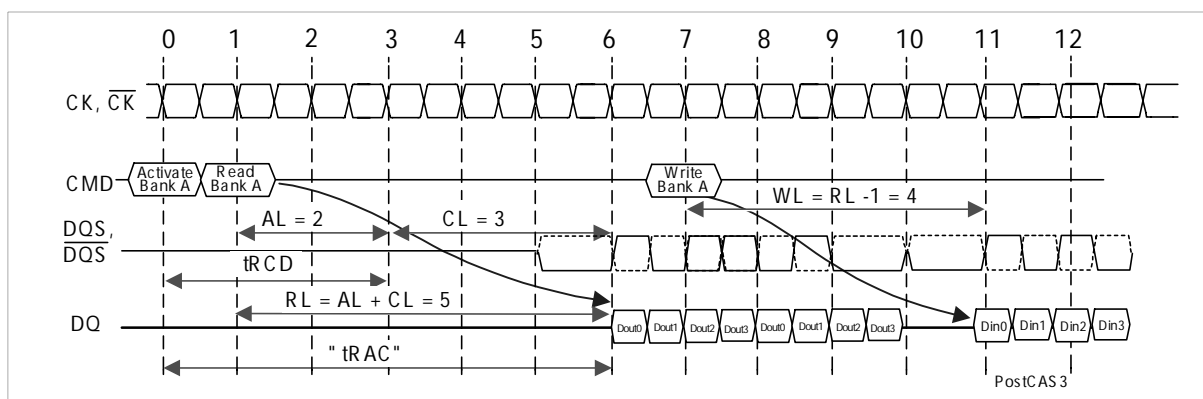 0 1 2 3 4 5 6 7 8 9 10 11 12
CK, CK
CMD
Activate
Bank A
Read
Bank A
Write
Bank A
WL = RL -1 = 4
AL = 2
CL = 3
DQS,
DQS
tRCD
RL = AL + CL = 5
DQ
Dout0 Dout1 Dout2 Dout3 Dout0 Dout1 Dout2 Dout3
Din0 Din1 Din2 Din3
" tRAC"
PostCAS3